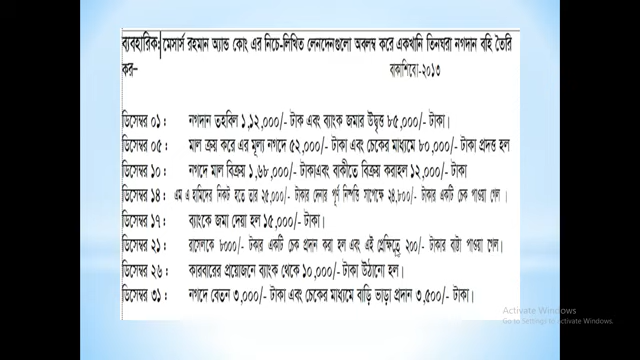 ব্যবহারিক: মেসার্স রহমান অ্যান্ড কোং এর নিচে-লিখিত লেনদেনগুলো অবলম্ব করে একখানি তিনঘরা নগদান বহি তৈরি
কর– বাকাশিবো-২০১৩
ডিসেম্বর ০১ : নগদান তহবিল ১,১২,০০০/- টাক এবং ব্যাংক জমার উদ্বৃত্ত ৮৫,০০০/- টাকা।
ডিসেম্বর ০৫ : মাল ক্রয় করে এর মূল্য নগদে ৫২,০০০/- টাকা এবং চেকের মাধ্যমে ৮০,০০০/- টাকা প্রদত্ত হল
ডিসেম্বর ১০ : নগদে মাল বিক্রয় ১,৬৮,০০০/- টাকাএবং বাকীতে বিক্রয় করাহল ১২,০০০/- টাকা
ডিসেম্বর ১৪ : এম এ হামিদের নিকট হতে তার ২৫,০০০/- টাকার দেনার পূর্ণ নিষ্পত্তি সাপেক্ষে ২৪,৮০০/- টাকার একটি চেক পাওয়া গেল।
ডিসেম্বর ১৭ : ব্যাংকে জমা দেয়া হল ১৫,০০০/- টাকা।
ডিসেম্বর ২১ : রাসেলকে ৮০০০/- টকার একটি চেক প্রদান করা হল এবং এই প্রেক্ষিতে ২০০/- টাকার বাট্টা পাওয়া গেল।
ডিসেম্বর ২৬ : কারবারের প্রয়োজনে ব্যাংক থেকে ১০,০০০/- টাকা উঠানো হল।
ডিসেম্বর ৩১ : নগদে বেতন ৩,০০০/- টাকা এবং চেকের মাধ্যমে বাড়ি ভাড়া প্রদান ৩,৫০০/- টাকা।
Activate Windows
Go to Settings to activate Windows.